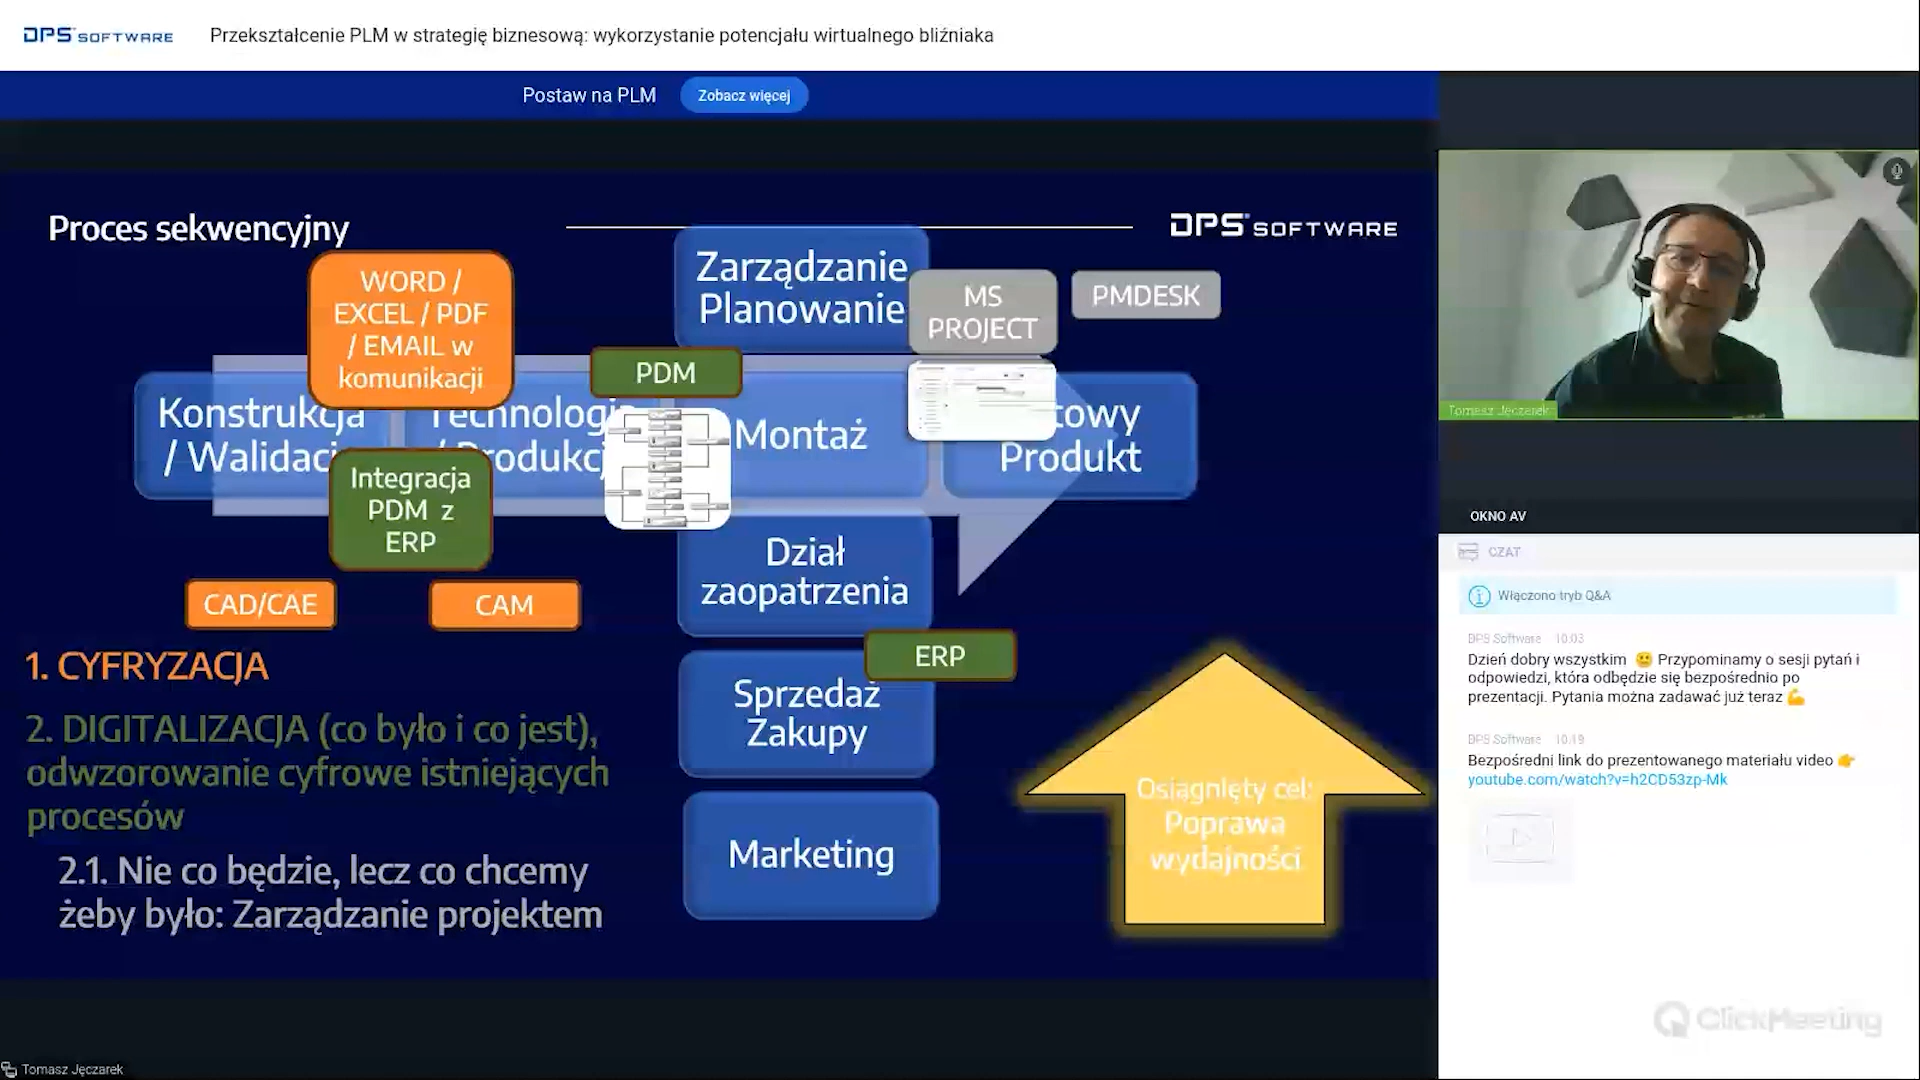 DPS SOFTWARE
Przekształcenie PLM w strategię biznesową: wykorzystanie potencjału wirtualnego bliźniaka
Postaw na PLM
Zobacz więcej
Proces sekwencyjny
DPS SOFTWARE
WORD /
EXCEL / PDF
/ EMAIL w
komunikacji
Zarządzanie
Planowanie
MS
PROJECT
PMDESK
PDM
Konstrukcja
/ Walidac
Technologi
Montaż
towy
Produkt
Integracja
PDM z
ERP
CAD/CAE
CAM
Dział
zaopatrzenia
ERP
Sprzedaż
Zakupy
Marketing
1. CYFRYZACJA
2. DIGITALIZACJA (co było i co jest),
odwzorowanie cyfrowe istniejących
procesów
2.1. Nie co będzie, lecz co chcemy
żeby było: Zarządzanie projektem
Osiągnięty cel:
Poprawa
wydajności
Tomasz Jęczarek
Tomasz Jęczarek
OKNO AV
CZAT
Włączono tryb Q&A
DPS Software 10:03
Dzień dobry wszystkim 🙂 Przypominamy o sesji pytań i
odpowiedzi, która odbędzie się bezpośrednio po
prezentacji. Pytania można zadawać już teraz 💪
DPS Software 10:19
Bezpośredni link do prezentowanego materiału video 👉
youtube.com/watch?v=h2CD53zp-Mk
ClickMeeting